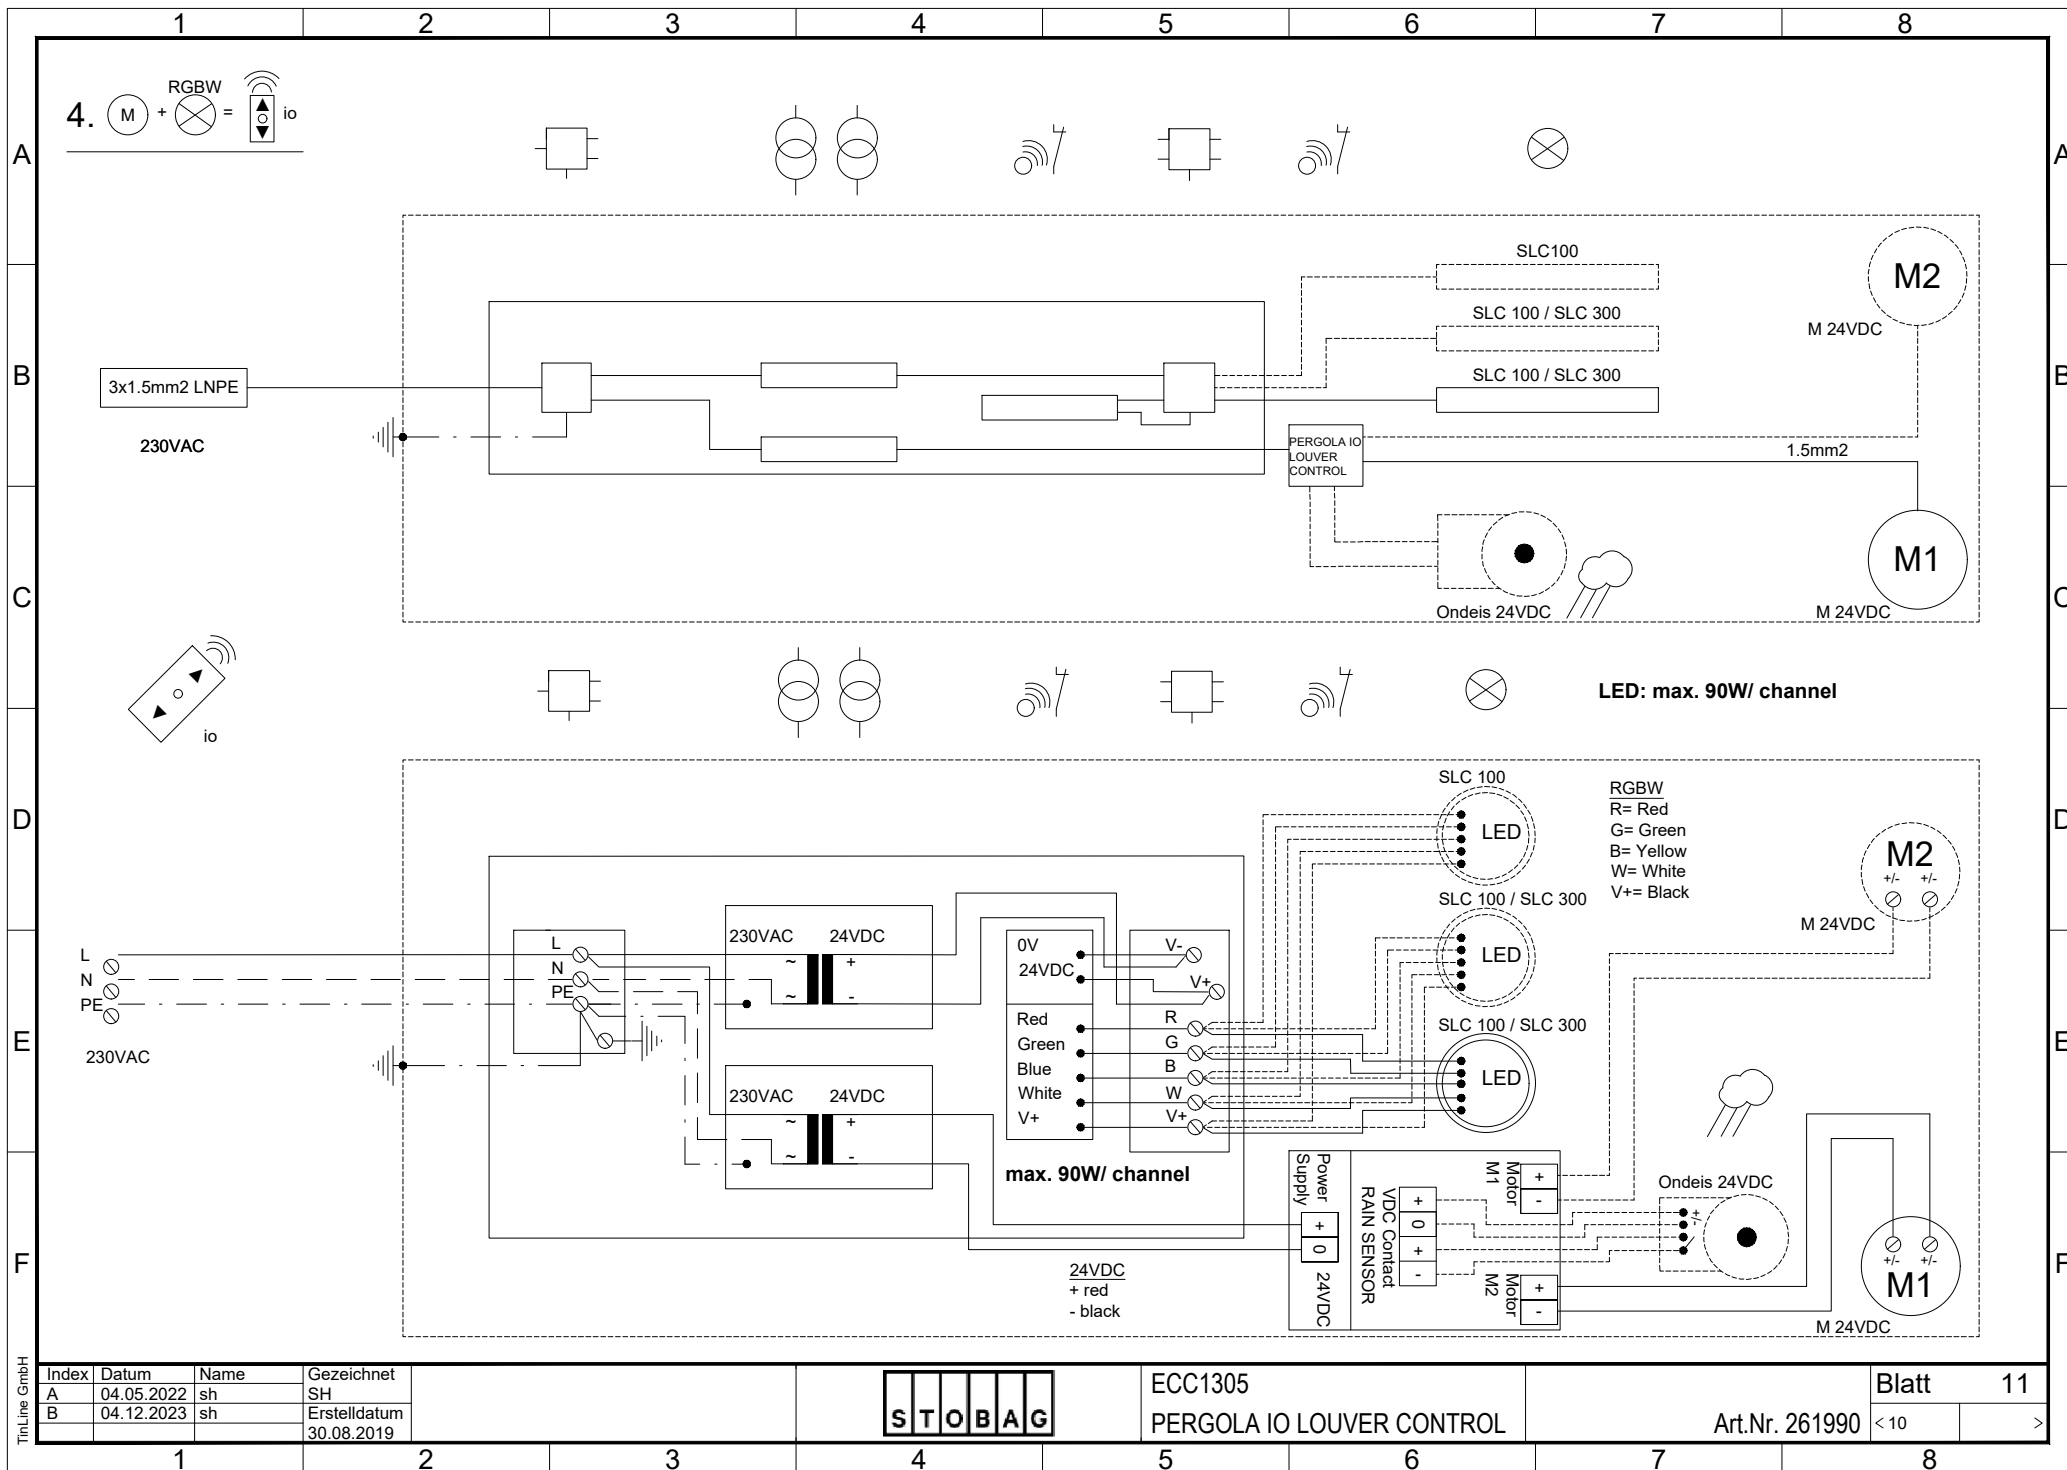 1 2 3 4 5 6 7 8
A
A
4. M + RGBW = io
SLC100
M2
M 24VDC
SLC 100 / SLC 300
B
B
3x1.5mm2 LNPE
230VAC
SLC 100 / SLC 300
PERGOLA IO
LOUVER
CONTROL
1.5mm2
M1
C
C
Ondeis 24VDC
M 24VDC
io
LED: max. 90W/ channel
D
D
SLC 100
LED
RGBW
R= Red
G= Green
B= Yellow
W= White
V+= Black
M2
+/- +/-
M 24VDC
SLC 100 / SLC 300
LED
L
N
PE
230VAC
E
E
L
N
PE
230VAC 24VDC
~ +
~ -
0V
24VDC
Red
Green
Blue
White
V+
V-
V+
R
G
B
W
V+
SLC 100 / SLC 300
LED
230VAC 24VDC
~ +
~ -
max. 90W/ channel
F
F
Power
Supply
+
0
24VDC
VDC Contact
RAIN SENSOR
+
0
+
-
Motor
M1
+
-
Motor
M2
+
-
Ondeis 24VDC
+
/-
+/- +/-
M1
M 24VDC
24VDC
+ red
- black
TinLine GmbH
Index Datum Name Gezeichnet
A 04.05.2022 sh SH
B 04.12.2023 sh Erstelldatum
30.08.2019
STOBAG
ECC1305
PERGOLA IO LOUVER CONTROL
Art.Nr. 261990
Blatt 11
< 10 >
1 2 3 4 5 6 7 8